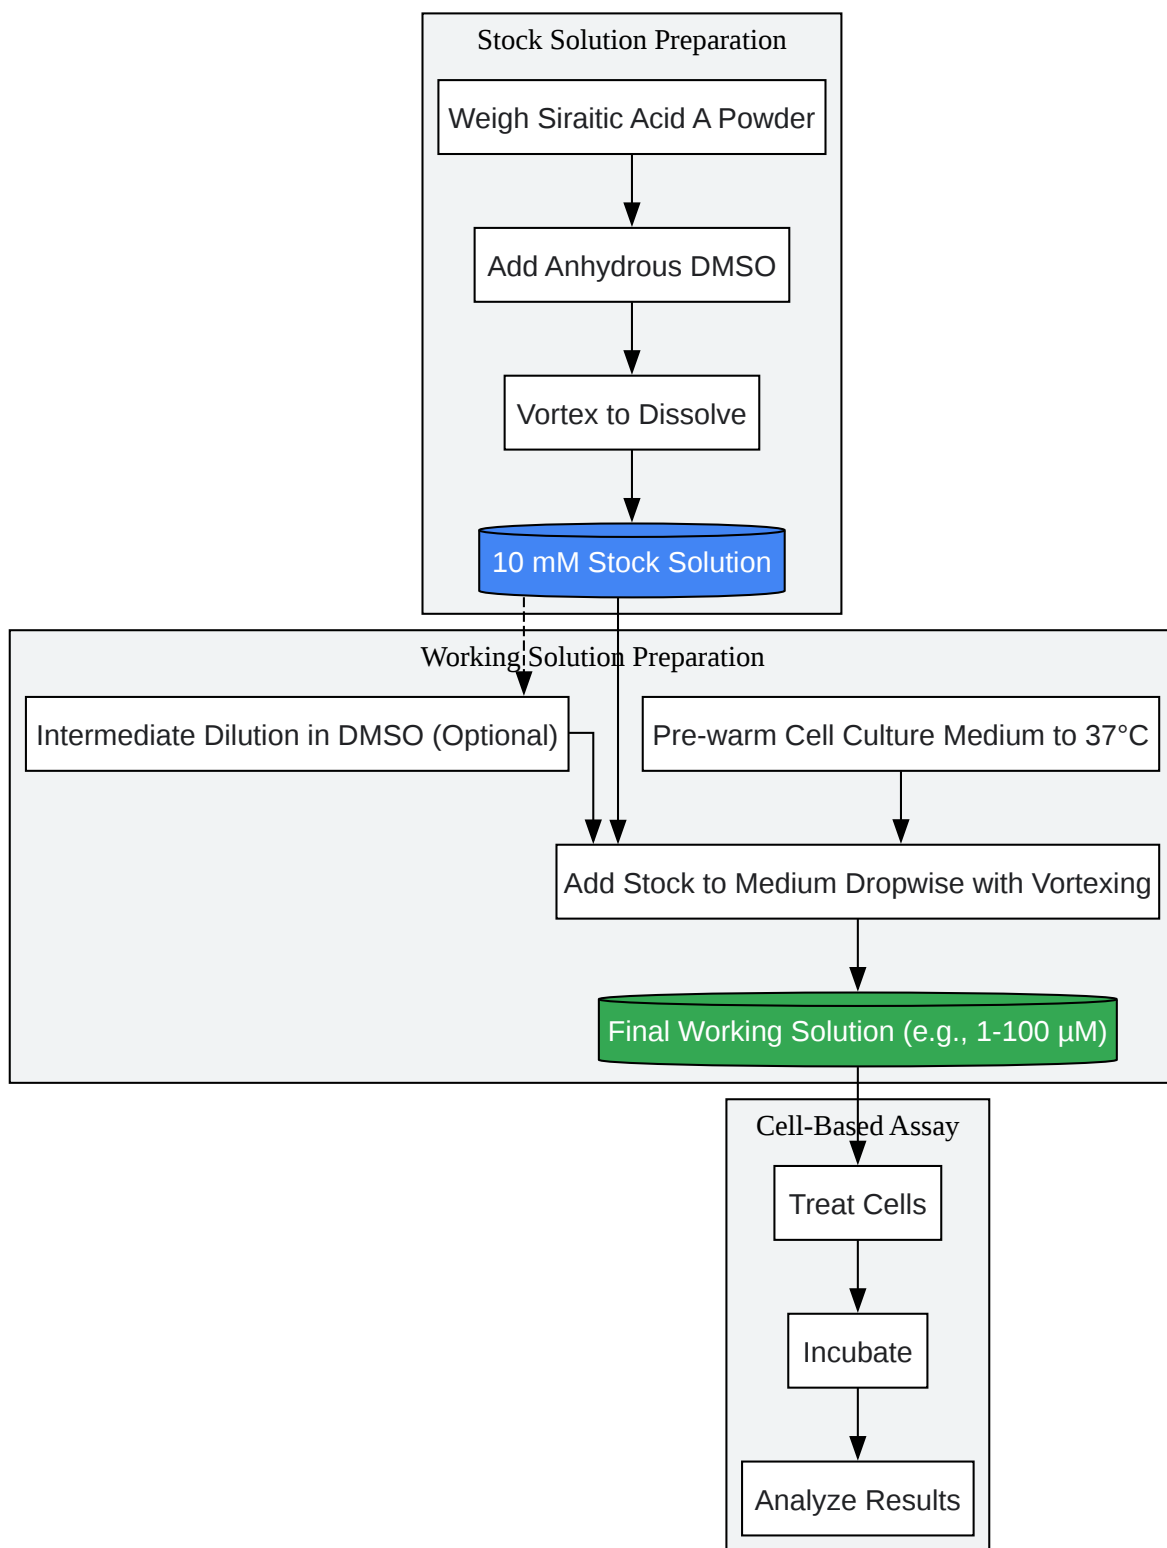 Stock Solution Preparation
Weigh Siraitic Acid A Powder
Add Anhydrous DMSO
Vortex to Dissolve
10 mM Stock Solution
Working Solution Preparation
Intermediate Dilution in DMSO (Optional)
Pre-warm Cell Culture Medium to 37°C
Add Stock to Medium Dropwise with Vortexing
Final Working Solution (e.g., 1-100 µM)
Cell-Based Assay
Treat Cells
Incubate
Analyze Results